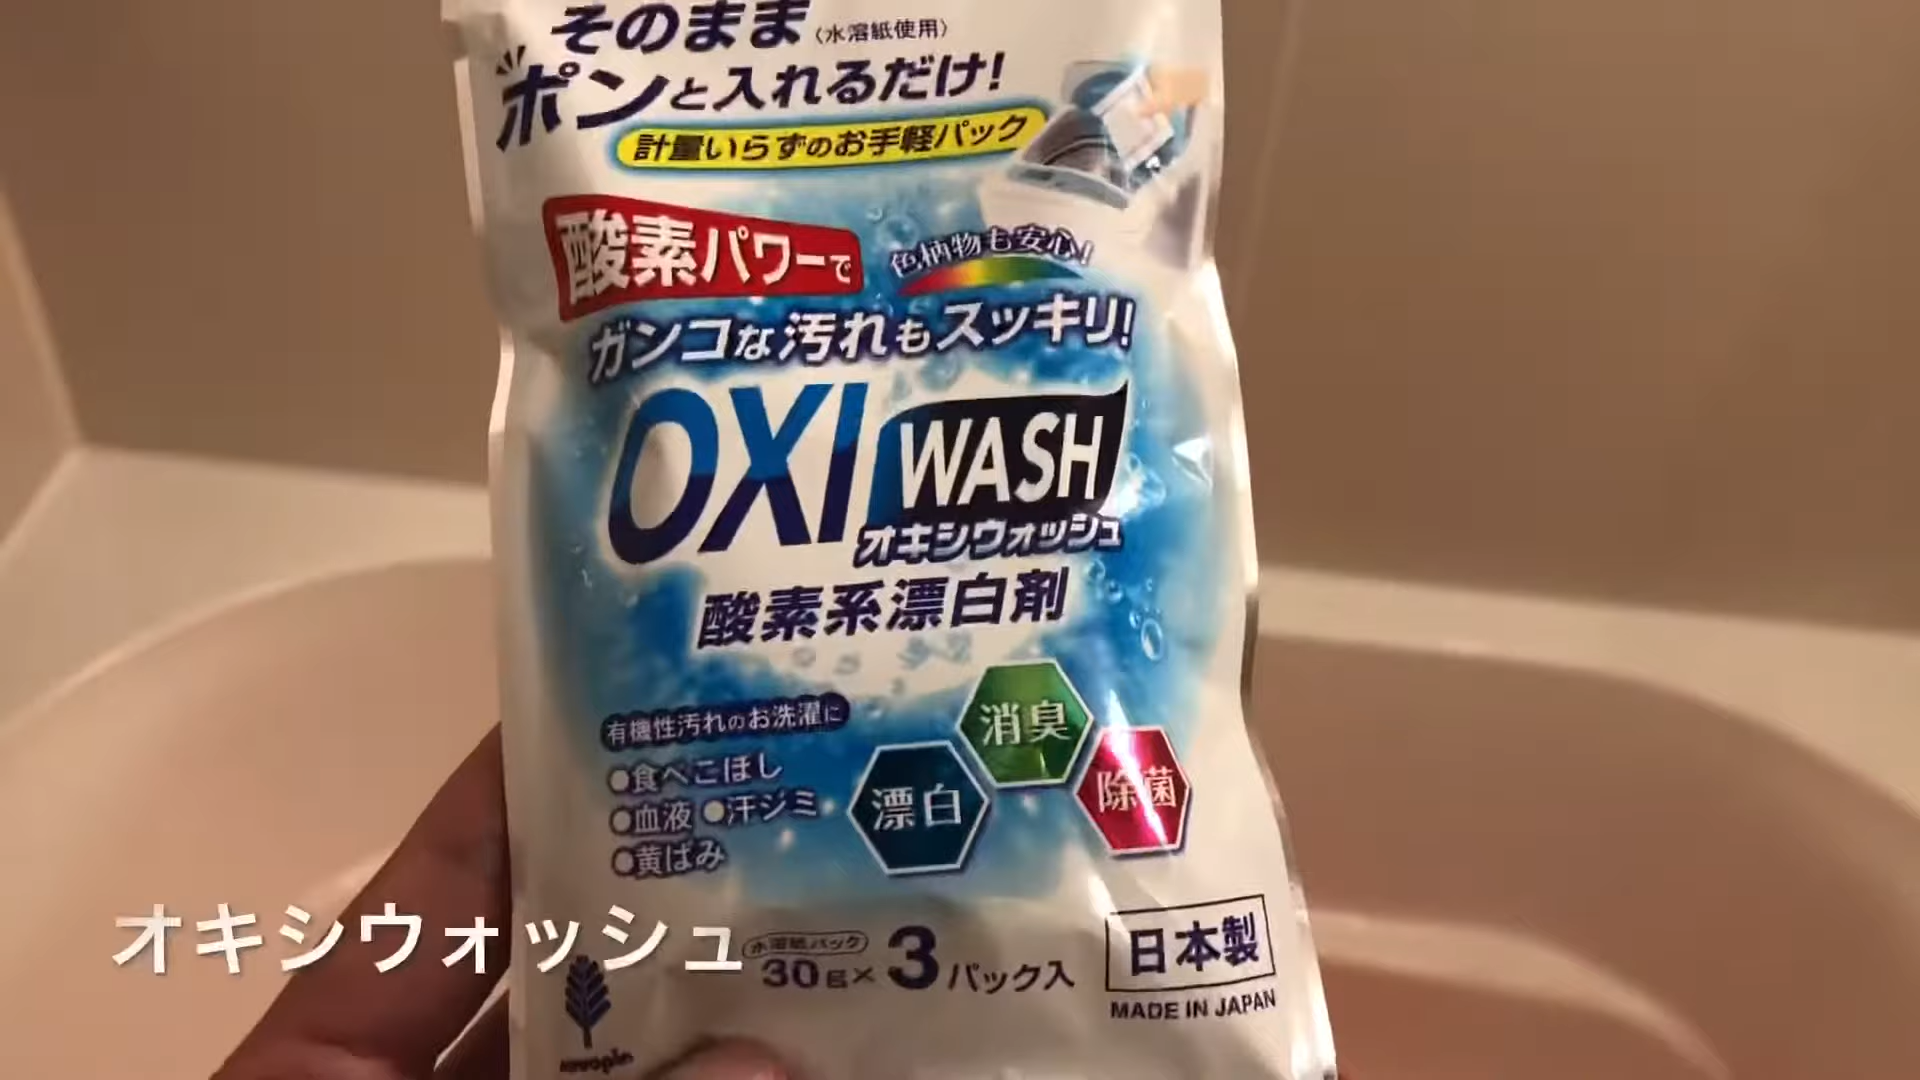 そのまま(水溶紙使用)
ポンと入れるだけ!
計量いらずのお手軽パック
酸素パワーで
色柄物も安心!
ガンコな汚れもスッキリ!
OXI WASH
オキシウォッシュ
酸素系漂白剤
有機性汚れのお洗濯に
●食べこぼし
●血液 ●汗ジミ
●黄ばみ
消臭
漂白
除菌
オキシウォッシュ
水溶紙パック
30g×3パック入
日本製
MADE IN JAPAN